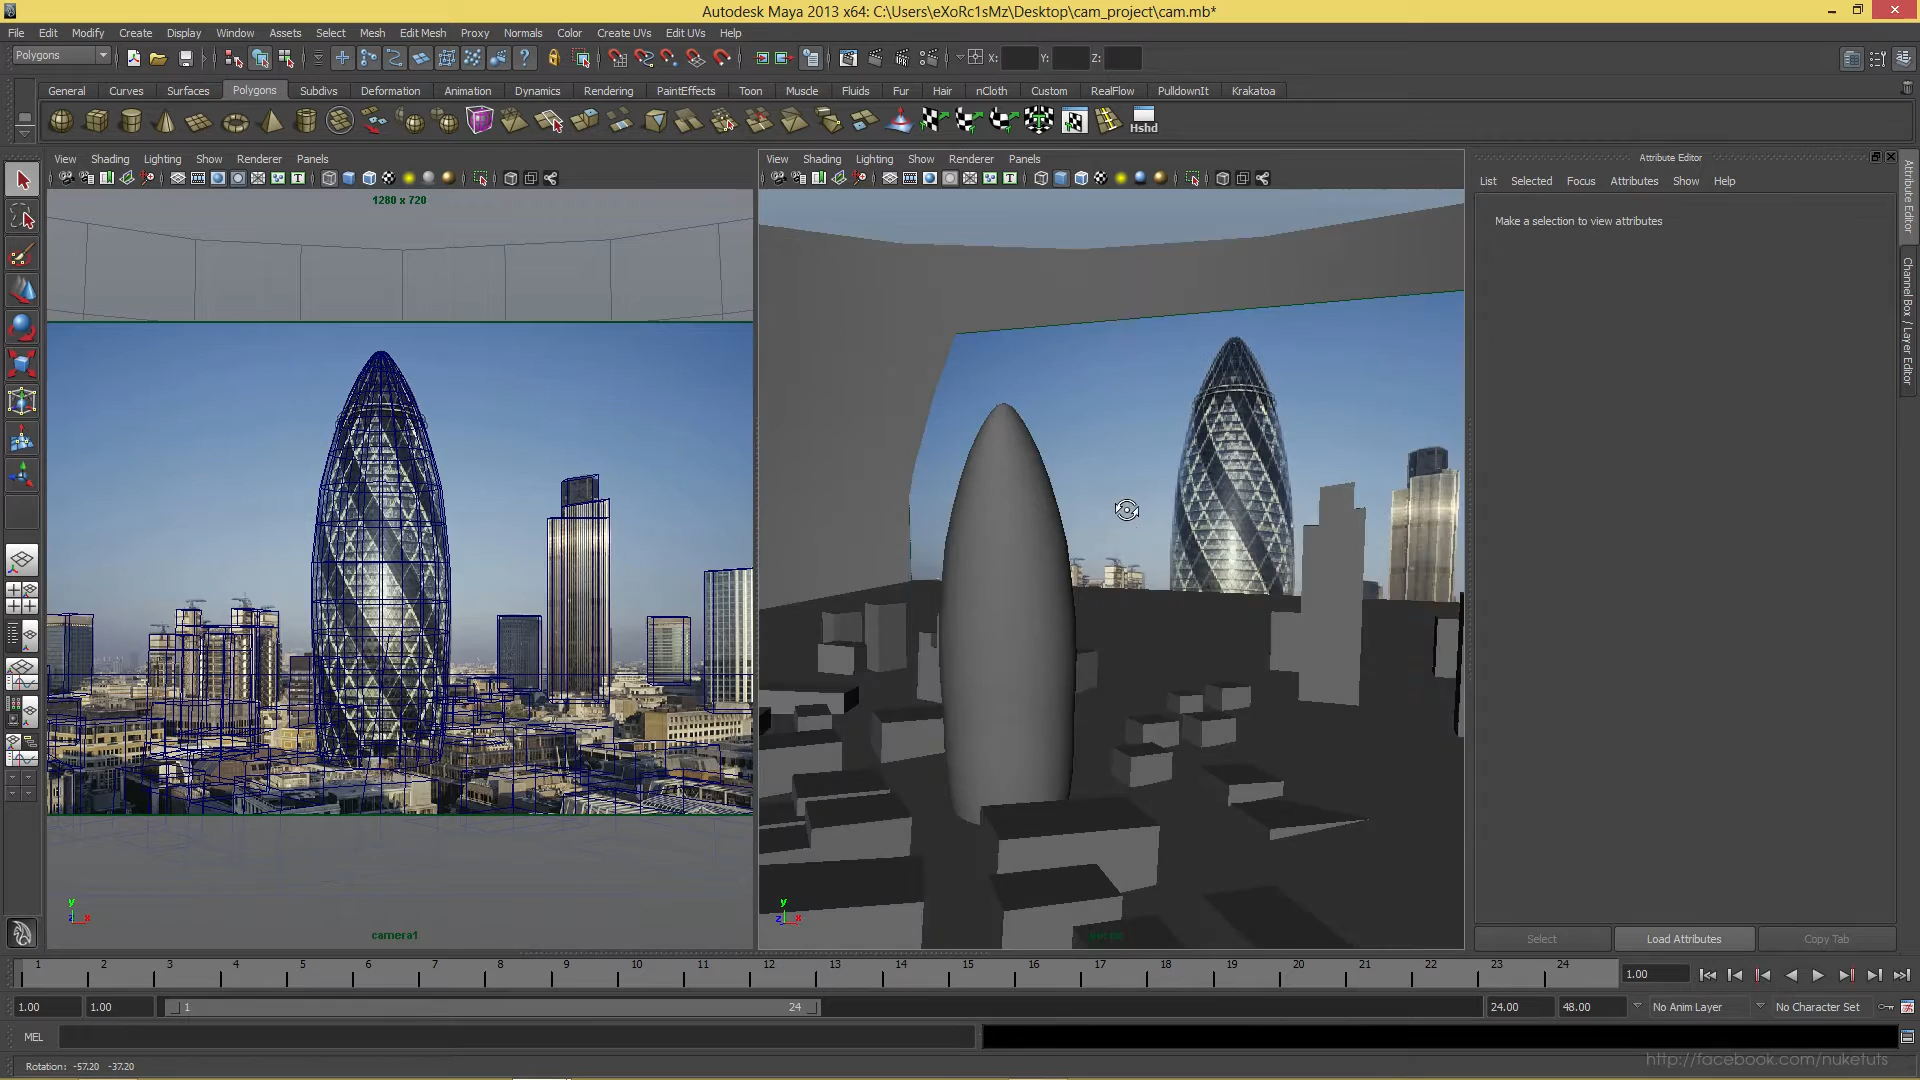 Autodesk Maya 2013 x64: C:\Users\eXoRc1sMz\Desktop\cam_project\cam.mb*
File Edit Modify Create Display Window Assets Select Mesh Edit Mesh Proxy Normals Color Create UVs Edit UVs Help
Polygons X: Y: Z:
General Curves Surfaces Polygons Subdivs Deformation Animation Dynamics Rendering PaintEffects Toon Muscle Fluids Fur Hair nCloth Custom RealFlow PulldownIt Krakatoa
Hshd
View Shading Lighting Show Renderer Panels
1280 x 720
y
z x
camera1
View Shading Lighting Show Renderer Panels
y
z x
persp
Attribute Editor
List Selected Focus Attributes Show Help
Make a selection to view attributes
Select Load Attributes Copy Tab
Attribute Editor
Channel Box / Layer Editor
1 2 3 4 5 6 7 8 9 10 11 12 13 14 15 16 17 18 19 20 21 22 23 24 1.00
1.00 1.00 1 24 24.00 48.00 No Anim Layer No Character Set
MEL
Rotation: -57.20 -37.20
http://facebook.com/nuketuts